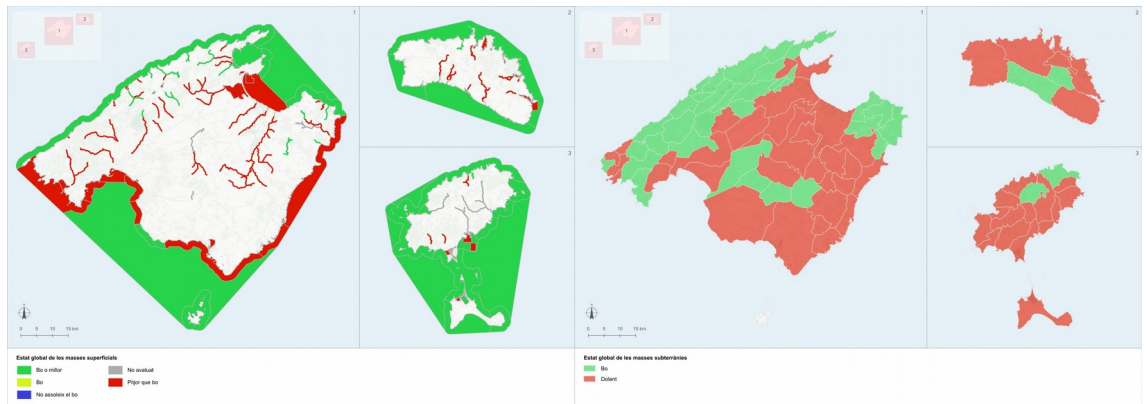 1
2
1
2
3
3
0 5 10 15 km
Estat global de les masses superficials
Bo o millor
No avaluat
Bo
Pitjor que bo
No assoleix el bo
1
2
1
2
3
3
0 5 10 15 km
Estat global de les masses subterrànies
Bo
Dolent